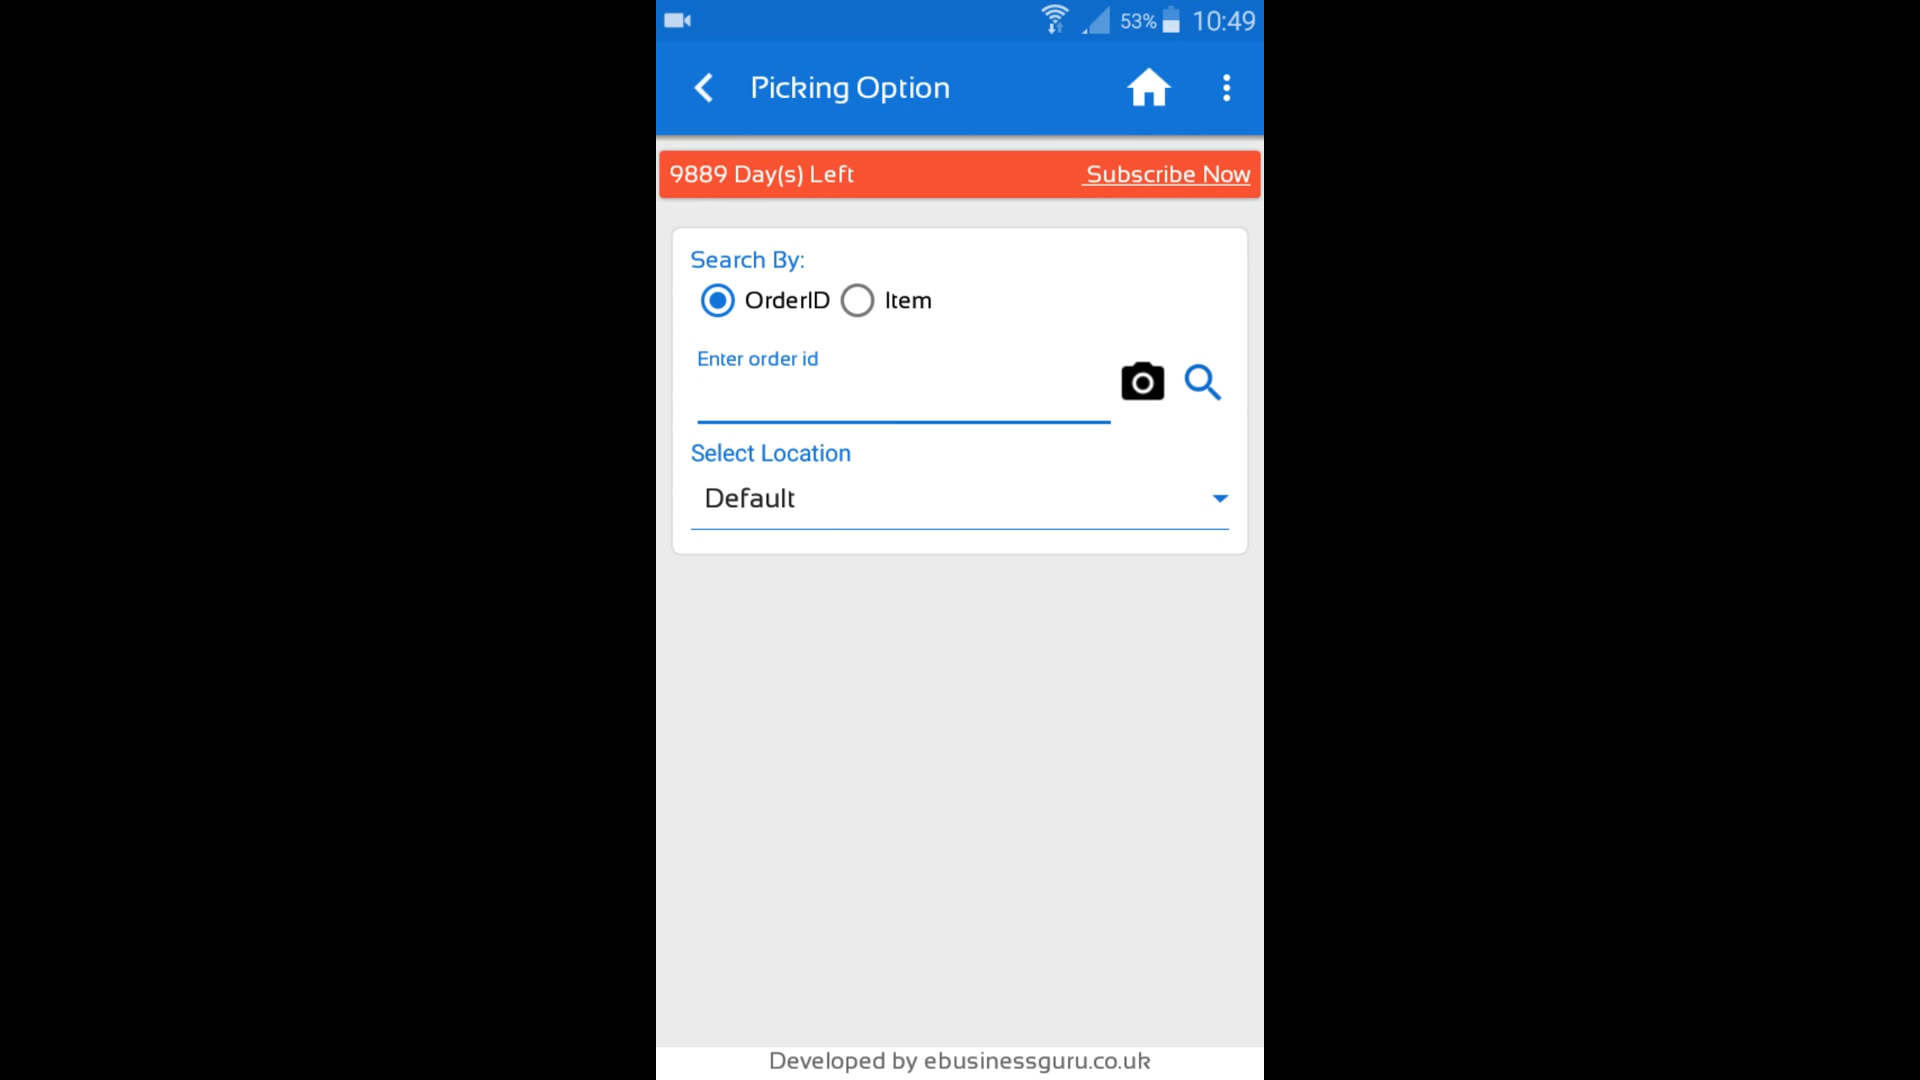 53% 10:49
Picking Option
9889 Day(s) Left Subscribe Now
Search By:
OrderID Item
Enter order id
Select Location
Default
Developed by ebusinessguru.co.uk